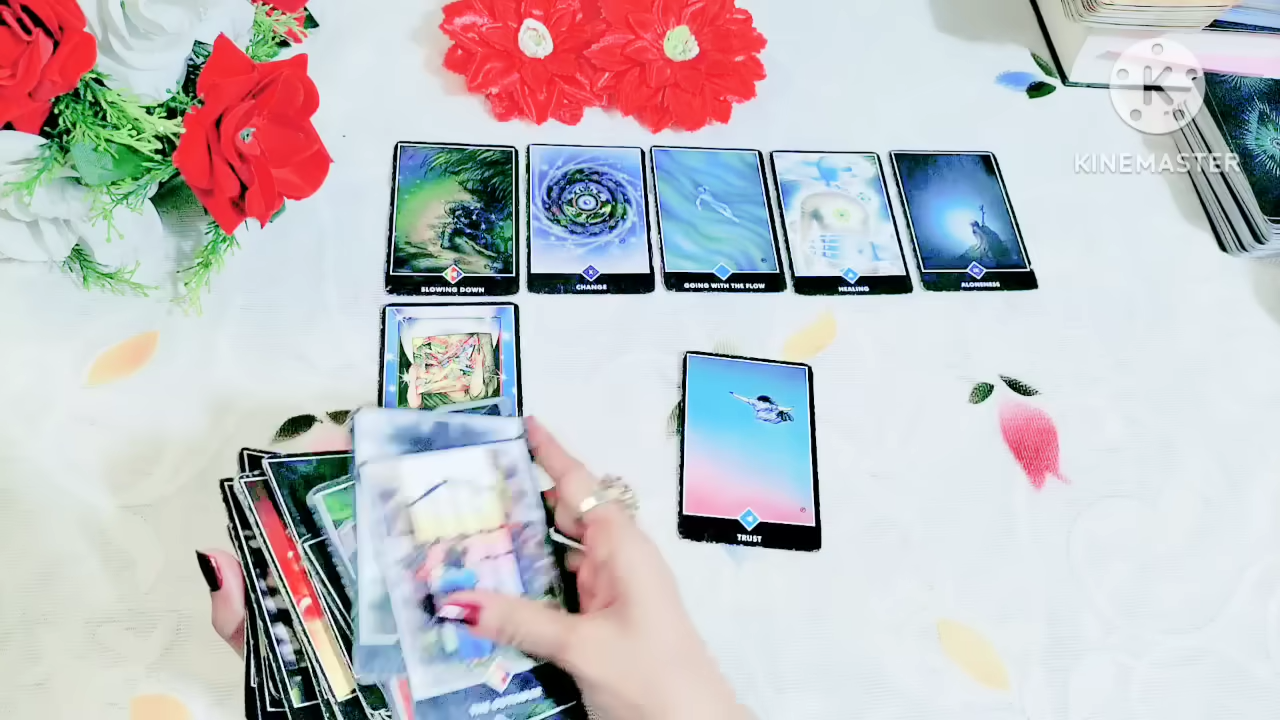 K
KINEMASTER
SLOWING DOWN
CHANGE
GOING WITH THE FLOW
HEALING
ALONENESS
TRUST